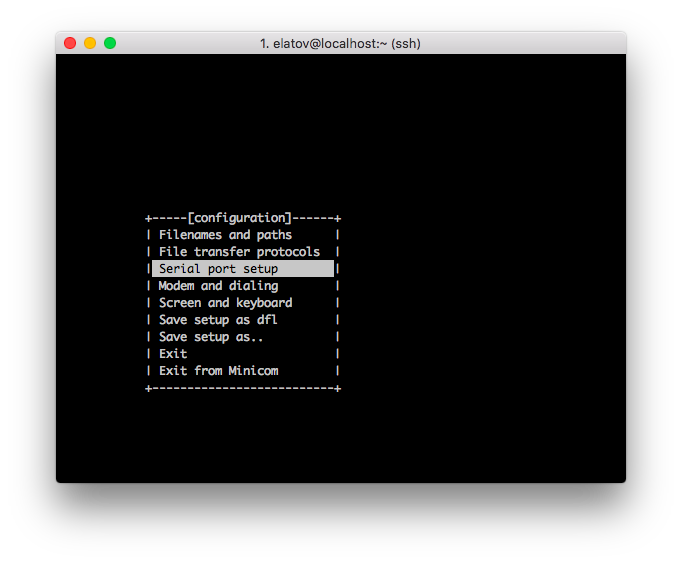 1. elatov@localhost:~ (ssh)
+-----[configuration]------+
| Filenames and paths      |
| File transfer protocols  |
| Serial port setup        |
| Modem and dialing        |
| Screen and keyboard      |
| Save setup as dfl        |
| Save setup as..          |
| Exit                     |
| Exit from Minicom        |
+--------------------------+